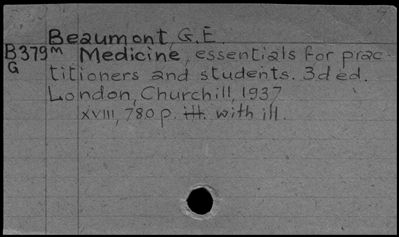 Beaumont, G.E.
B379m Medicine, essentials for prac-
G titioners and students. 3d ed.
London, Churchill, 1937
XVIII, 780 p. ill. with ill.